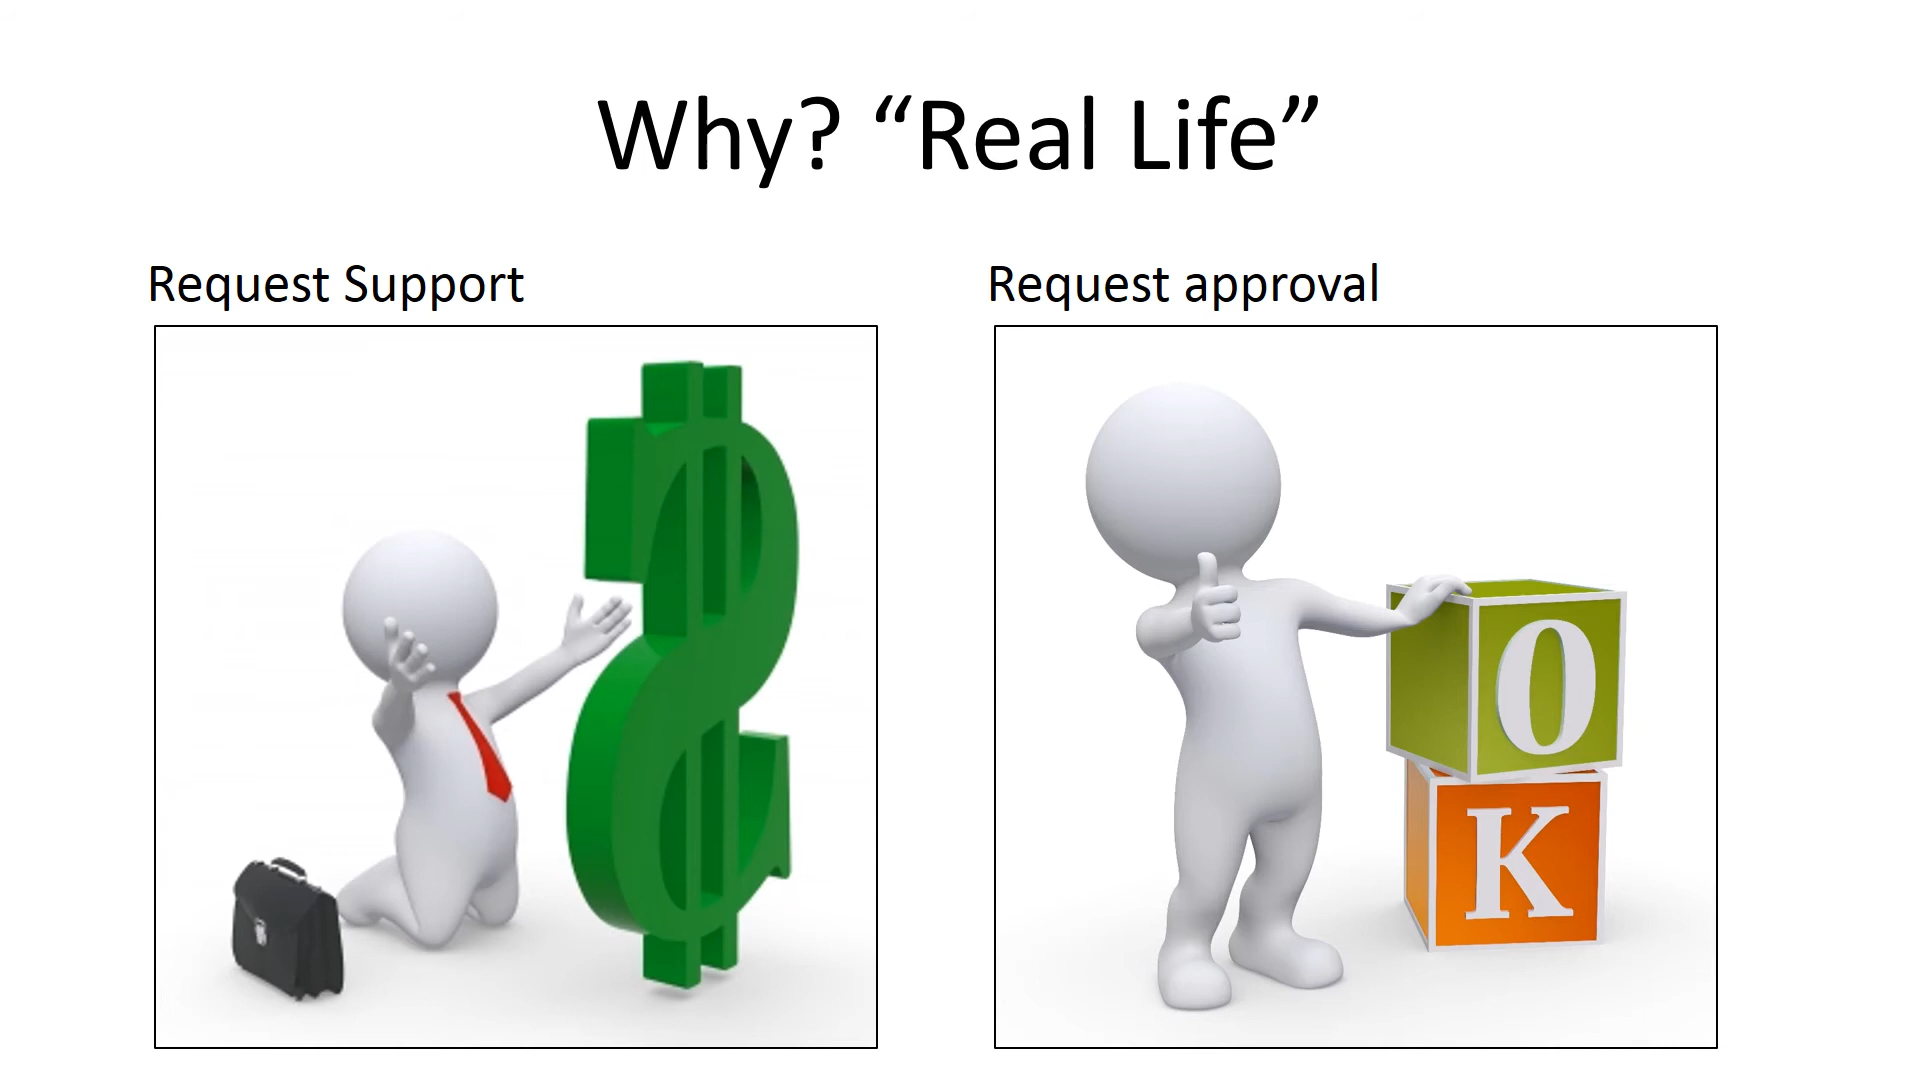 Why? “Real Life”
Request Support
Request approval
O
K